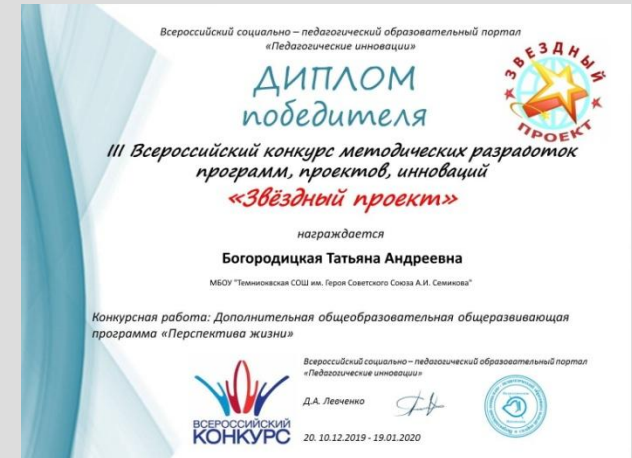 Всероссийский социально – педагогический образовательный портал
«Педагогические инновации»
ДИПЛОМ
победителя
ЗВЕЗДНЫЙ
ПРОЕКТ
III Всероссийский конкурс методических разработок
программ, проектов, инноваций
«Звёздный проект»
награждается
Богородицкая Татьяна Андреевна
МБОУ "Темниоквская СОШ им. Героя Советского Союза А.И. Семикова"
Конкурсная работа: Дополнительная общеобразовательная общеразвивающая
программа «Перспектива жизни»
Всероссийский социально – педагогический образовательный портал
«Педагогические инновации»
Д.А. Левченко
ВСЕРОССИЙСКИЙ
КОНКУРС
20. 10.12.2019 - 19.01.2020